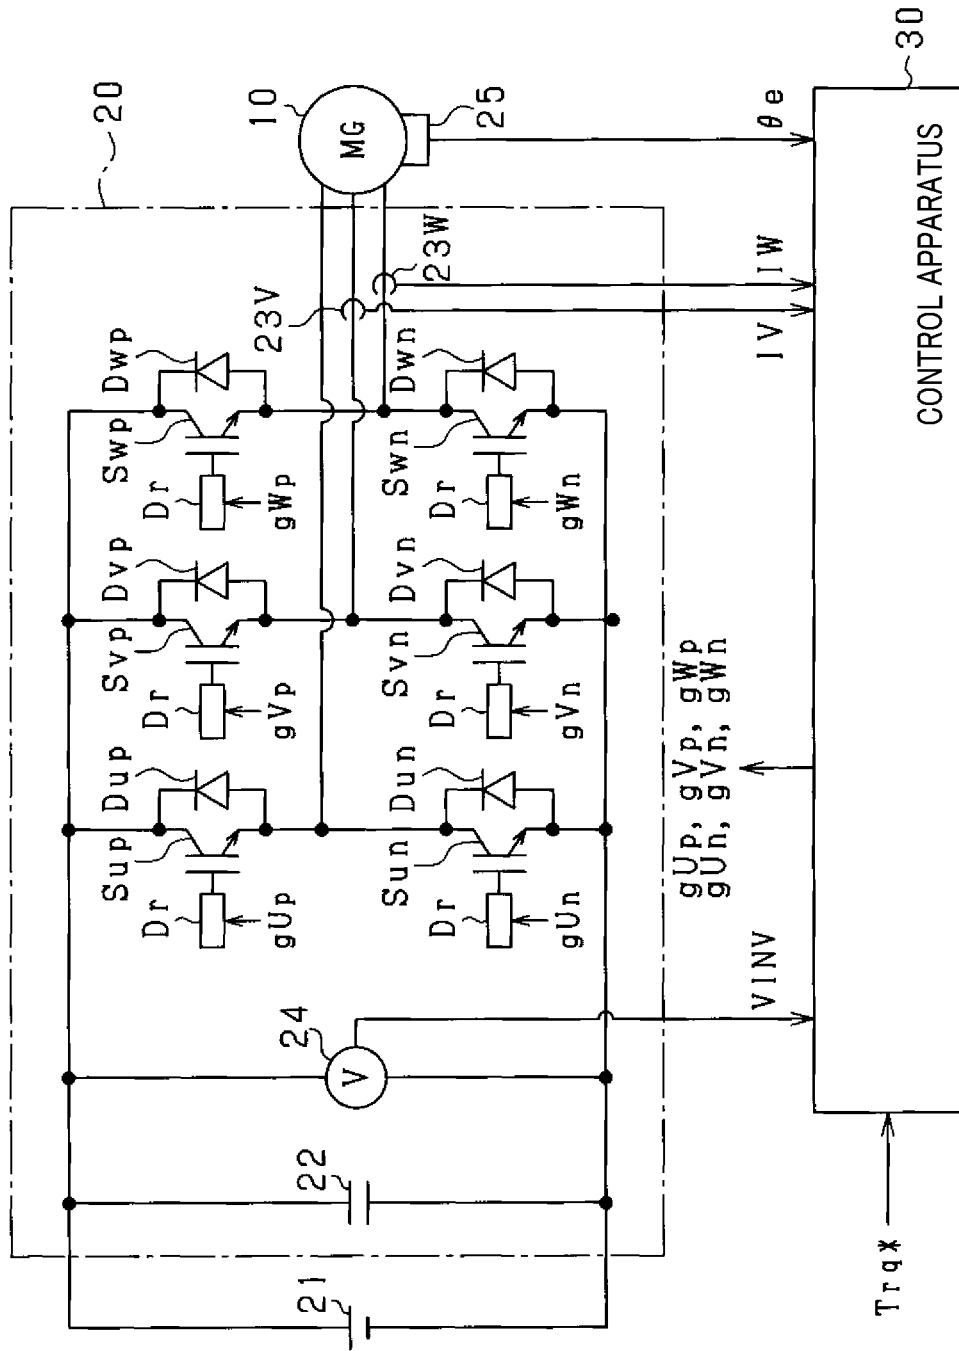 20
10
MG
25
24
V
22
21
23V
23W
Sup
Dup
Svp
Dvp
Swp
Dwp
Dr
gUp
Dr
gVp
Dr
gWp
Sun
Dun
Svn
Dvn
Swn
Dwn
Dr
gUn
Dr
gVn
Dr
gWn
VINV
gUp, gVp, gWp
gUn, gVn, gWn
IV
IW
θe
30
Trq*
CONTROL APPARATUS